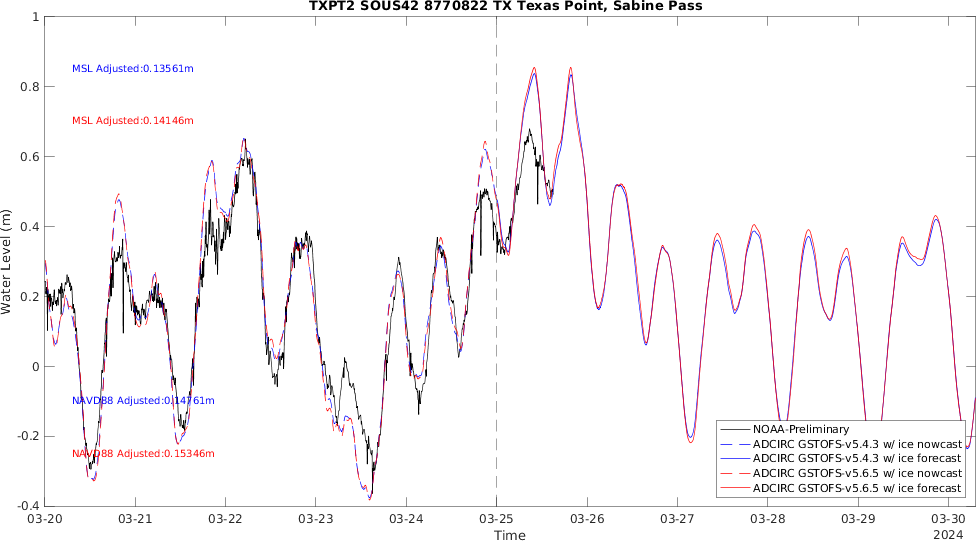 TXPT2 SOUS42 8770822 TX Texas Point, Sabine Pass
1
0.8
0.6
0.4
0.2
0
-0.2
-0.4
Water Level (m)
MSL Adjusted:0.13561m
MSL Adjusted:0.14146m
NAVD88 Adjusted:0.14761m
NAVD88 Adjusted:0.15346m
NOAA-Preliminary
ADCIRC GSTOFS-v5.4.3 w/ ice nowcast
ADCIRC GSTOFS-v5.4.3 w/ ice forecast
ADCIRC GSTOFS-v5.6.5 w/ ice nowcast
ADCIRC GSTOFS-v5.6.5 w/ ice forecast
03-20 03-21 03-22 03-23 03-24 03-25 03-26 03-27 03-28 03-29 03-30
Time
2024